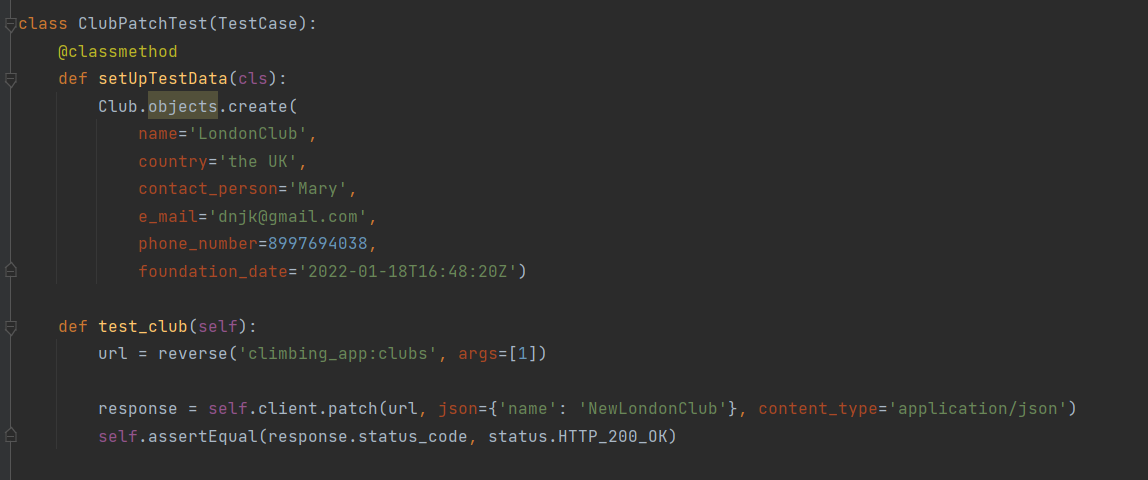 class ClubPatchTest(TestCase):
    @classmethod
    def setUpTestData(cls):
        Club.objects.create(
            name='LondonClub',
            country='the UK',
            contact_person='Mary',
            e_mail='dnjk@gmail.com',
            phone_number=8997694038,
            foundation_date='2022-01-18T16:48:20Z')
    def test_club(self):
        url = reverse('climbing_app:clubs', args=[1])
        response = self.client.patch(url, json={'name': 'NewLondonClub'}, content_type='application/json')
        self.assertEqual(response.status_code, status.HTTP_200_OK)